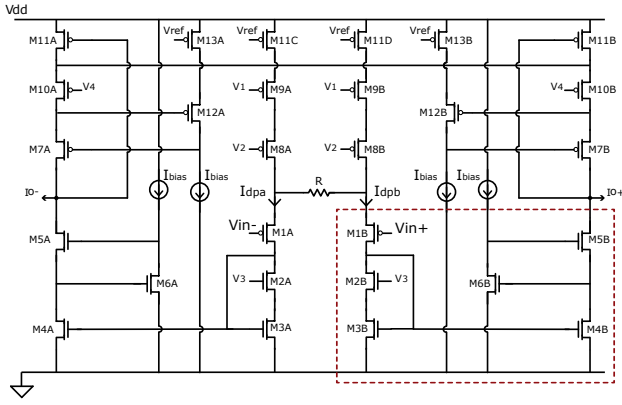 Vdd
M11A
Vref
M13A
Vref
M11C
Vref
M11D
Vref
M13B
M11B
M10A
V4
V1
M9A
V1
M9B
V4
M10B
M12A
M12B
M7A
V2
M8A
V2
M8B
M7B
Ibias
Ibias
Idpa
R
Idpb
Ibias
Ibias
IO-
IO+
Vin-
M1A
M1B
Vin+
M5A
M5B
M6A
V3
M2A
M2B
V3
M6B
M4A
M3A
M3B
M4B